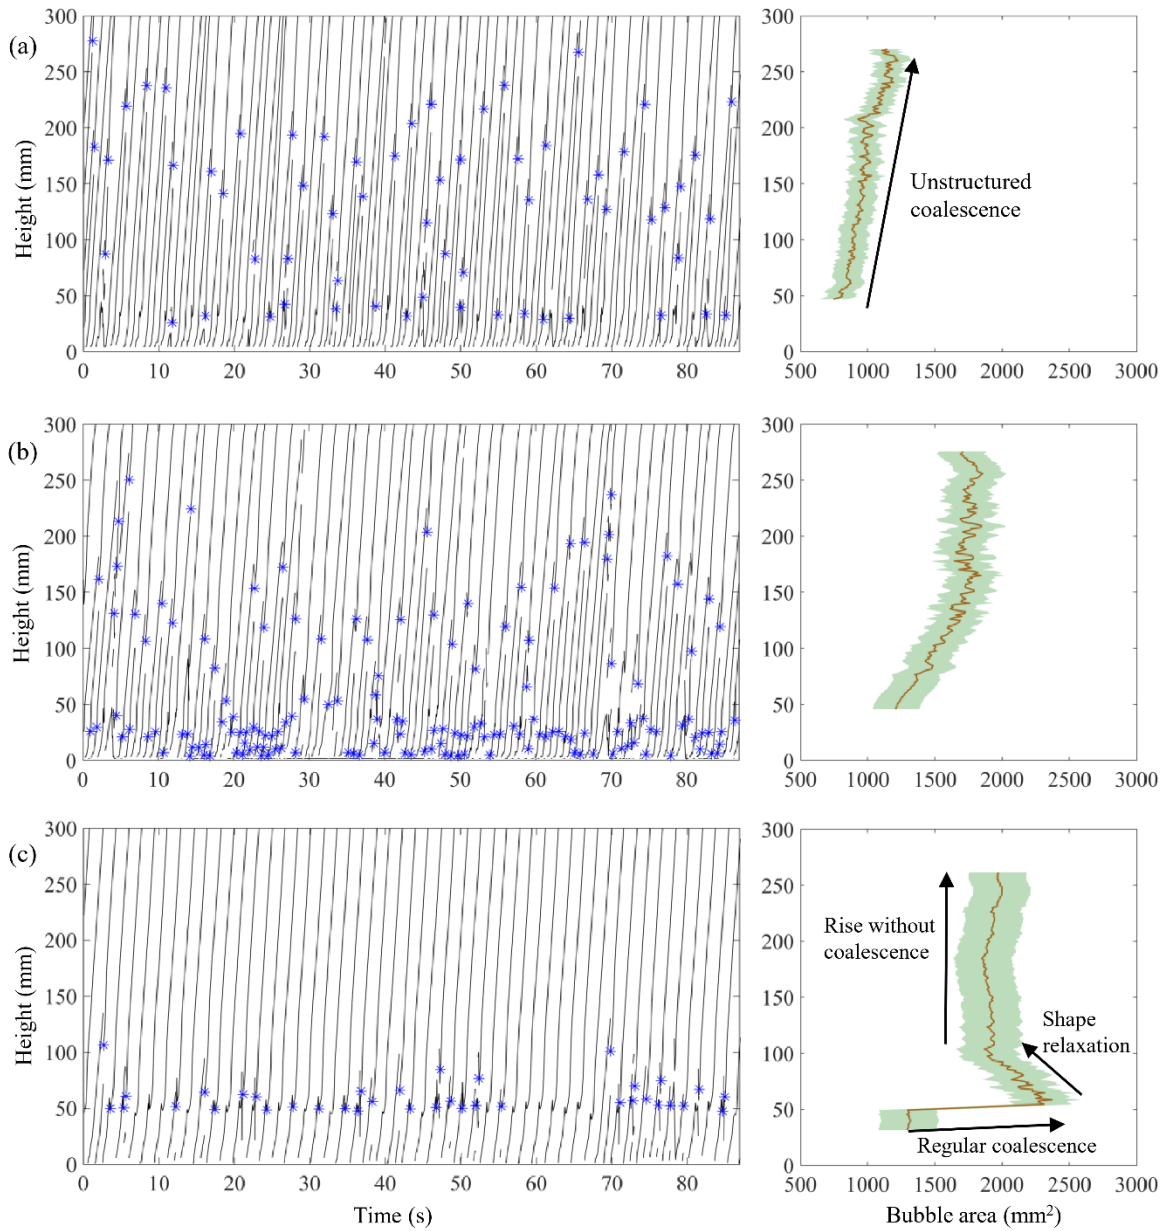 (a)
Height (mm)
300
250
200
150
100
50
0
0 10 20 30 40 50 60 70 80
300
250
200
150
100
50
0
500 1000 1500 2000 2500 3000
Unstructured
coalescence
(b)
Height (mm)
300
250
200
150
100
50
0
0 10 20 30 40 50 60 70 80
300
250
200
150
100
50
0
500 1000 1500 2000 2500 3000
(c)
Height (mm)
300
250
200
150
100
50
0
0 10 20 30 40 50 60 70 80
Time (s)
300
250
200
150
100
50
0
500 1000 1500 2000 2500 3000
Rise without
coalescence
Shape
relaxation
Regular coalescence
Bubble area (mm²)